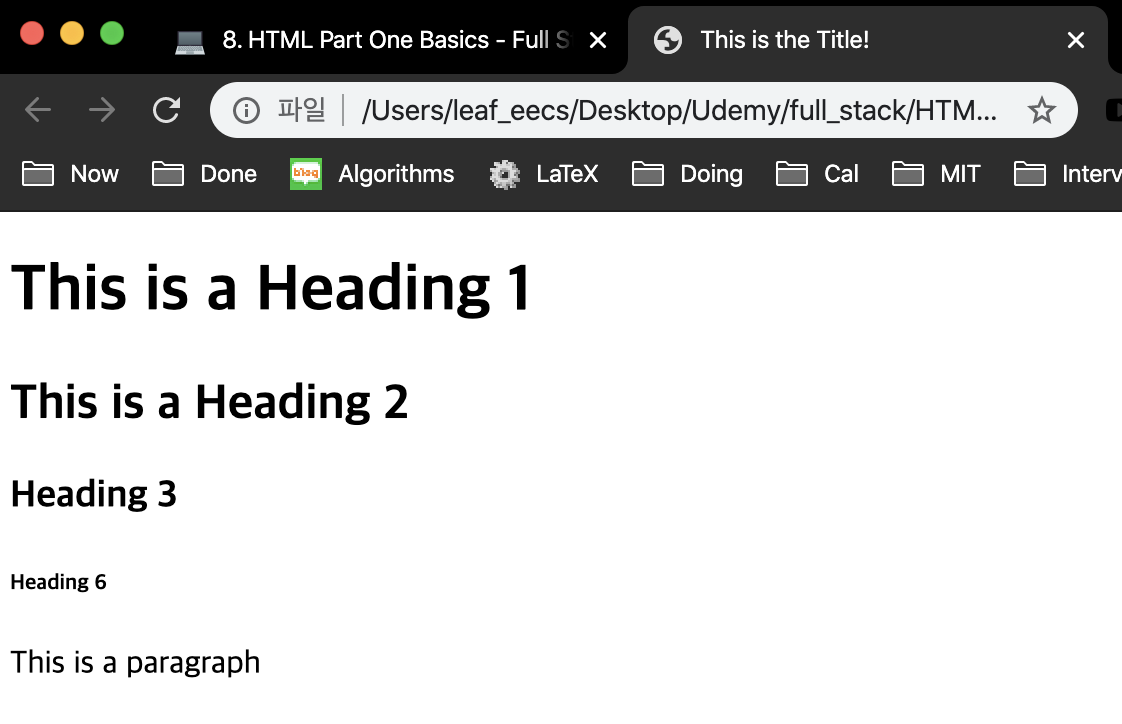 8. HTML Part One Basics - Full S
This is the Title!
파일 /Users/leaf_eecs/Desktop/Udemy/full_stack/HTM...
Now Done blog Algorithms LaTeX Doing Cal MIT Interv
This is a Heading 1
This is a Heading 2
Heading 3
Heading 6
This is a paragraph